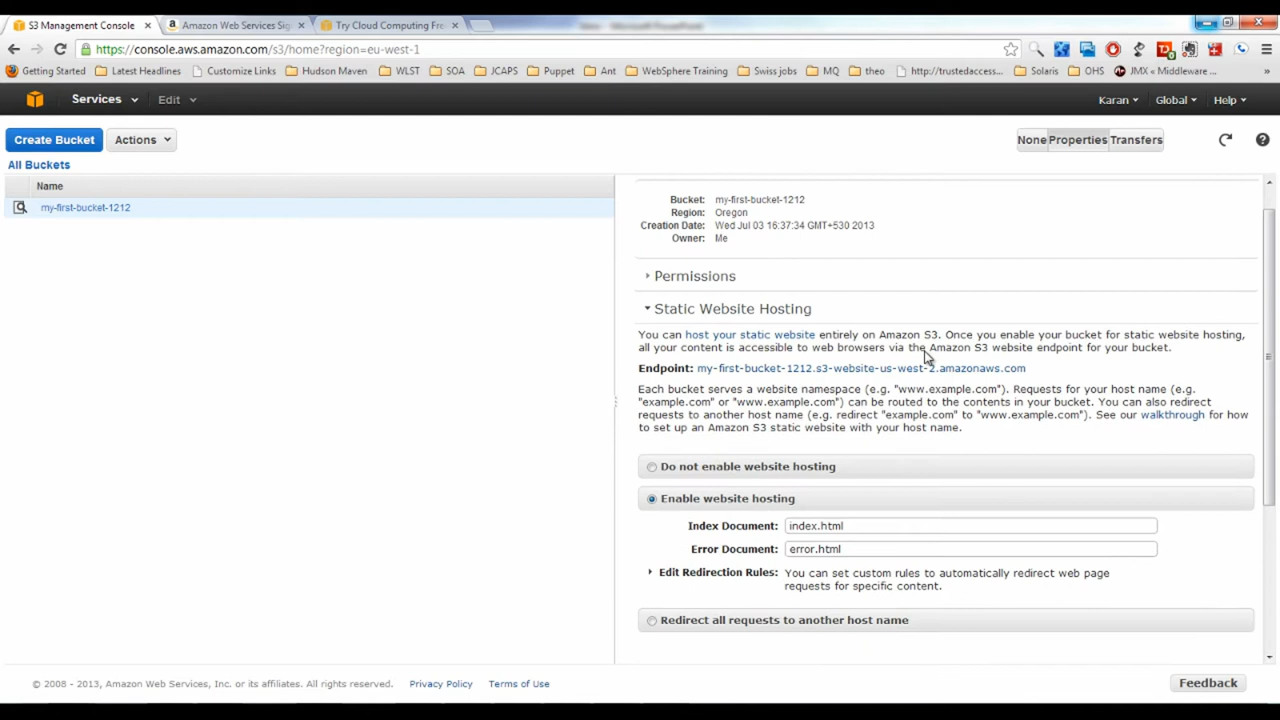 S3 Management Console
Amazon Web Services Sig
Try Cloud Computing Fre
Microsoft PowerPoint
https://console.aws.amazon.com/s3/home?region=eu-west-1
Getting Started Latest Headlines Customize Links Hudson Maven WLST SOA JCAPS Puppet Ant WebSphere Training Swiss jobs MQ theo http://trustedaccess... Solaris OHS JMX « Middleware ... »
Services Edit Karan Global Help
Create Bucket Actions None Properties Transfers
All Buckets
Name
my-first-bucket-1212
Bucket: my-first-bucket-1212
Region: Oregon
Creation Date: Wed Jul 03 16:37:34 GMT+530 2013
Owner: Me
Permissions
Static Website Hosting
You can host your static website entirely on Amazon S3. Once you enable your bucket for static website hosting,
all your content is accessible to web browsers via the Amazon S3 website endpoint for your bucket.
Endpoint: my-first-bucket-1212.s3-website-us-west-2.amazonaws.com
Each bucket serves a website namespace (e.g. "www.example.com"). Requests for your host name (e.g.
"example.com" or "www.example.com") can be routed to the contents in your bucket. You can also redirect
requests to another host name (e.g. redirect "example.com" to "www.example.com"). See our walkthrough for how
to set up an Amazon S3 static website with your host name.
Do not enable website hosting
Enable website hosting
Index Document: index.html
Error Document: error.html
Edit Redirection Rules: You can set custom rules to automatically redirect web page
requests for specific content.
Redirect all requests to another host name
© 2008 - 2013, Amazon Web Services, Inc. or its affiliates. All rights reserved. Privacy Policy Terms of Use Feedback